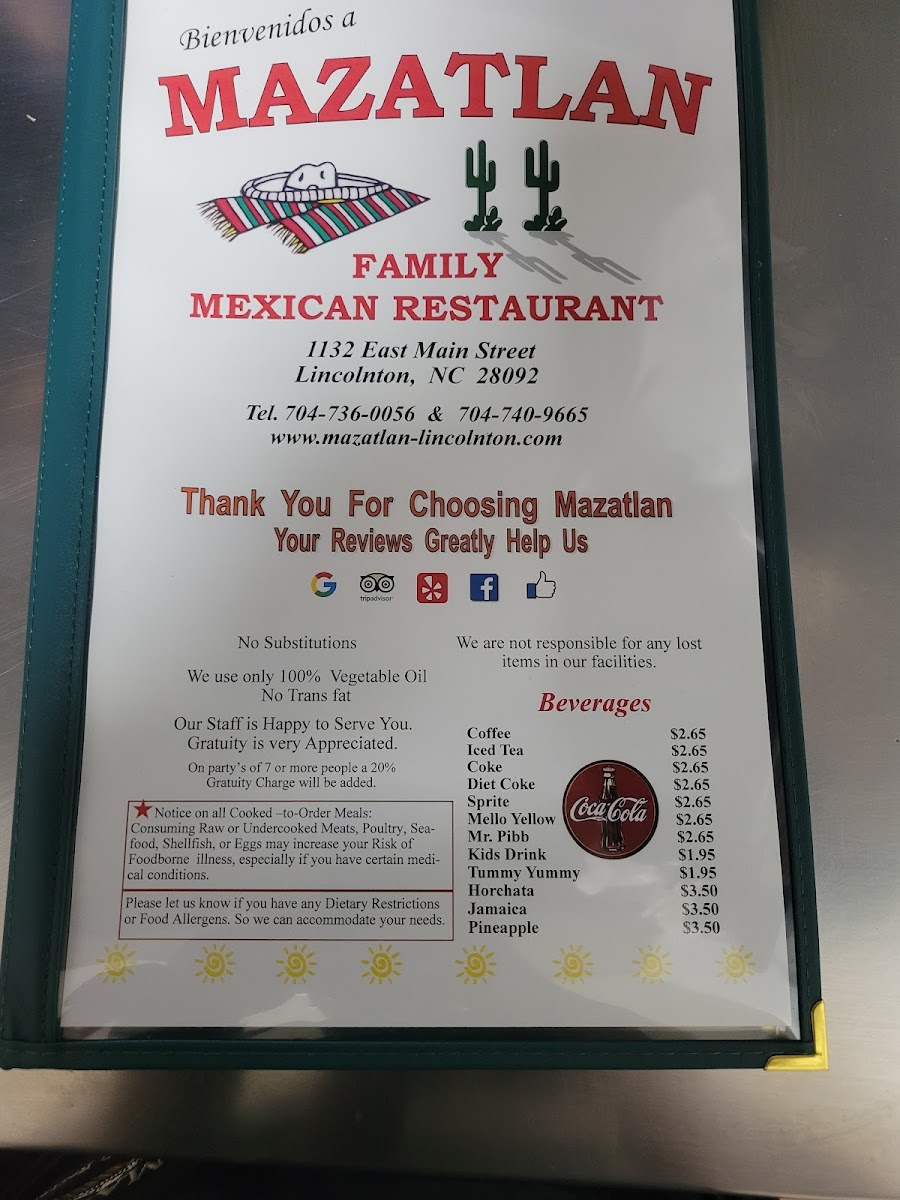 Bienvenidos a
MAZATLAN
FAMILY
MEXICAN RESTAURANT
1132 East Main Street
Lincolnton, NC 28092
Tel. 704-736-0056 & 704-740-9665
www.mazatlan-lincolnton.com
Thank You For Choosing Mazatlan
Your Reviews Greatly Help Us
G
tripadvisor
f
No Substitutions
We use only 100% Vegetable Oil
No Trans fat
Our Staff is Happy to Serve You.
Gratuity is very Appreciated.
On party's of 7 or more people a 20%
Gratuity Charge will be added.
Notice on all Cooked –to-Order Meals:
Consuming Raw or Undercooked Meats, Poultry, Sea-
food, Shellfish, or Eggs may increase your Risk of
Foodborne illness, especially if you have certain medi-
cal conditions.
Please let us know if you have any Dietary Restrictions
or Food Allergens. So we can accommodate your needs.
We are not responsible for any lost
items in our facilities.
Beverages
Coffee $2.65
Iced Tea $2.65
Coke $2.65
Diet Coke $2.65
Sprite $2.65
Mello Yellow $2.65
Mr. Pibb $2.65
Kids Drink $1.95
Tummy Yummy $1.95
Horchata $3.50
Jamaica $3.50
Pineapple $3.50
Coca-Cola